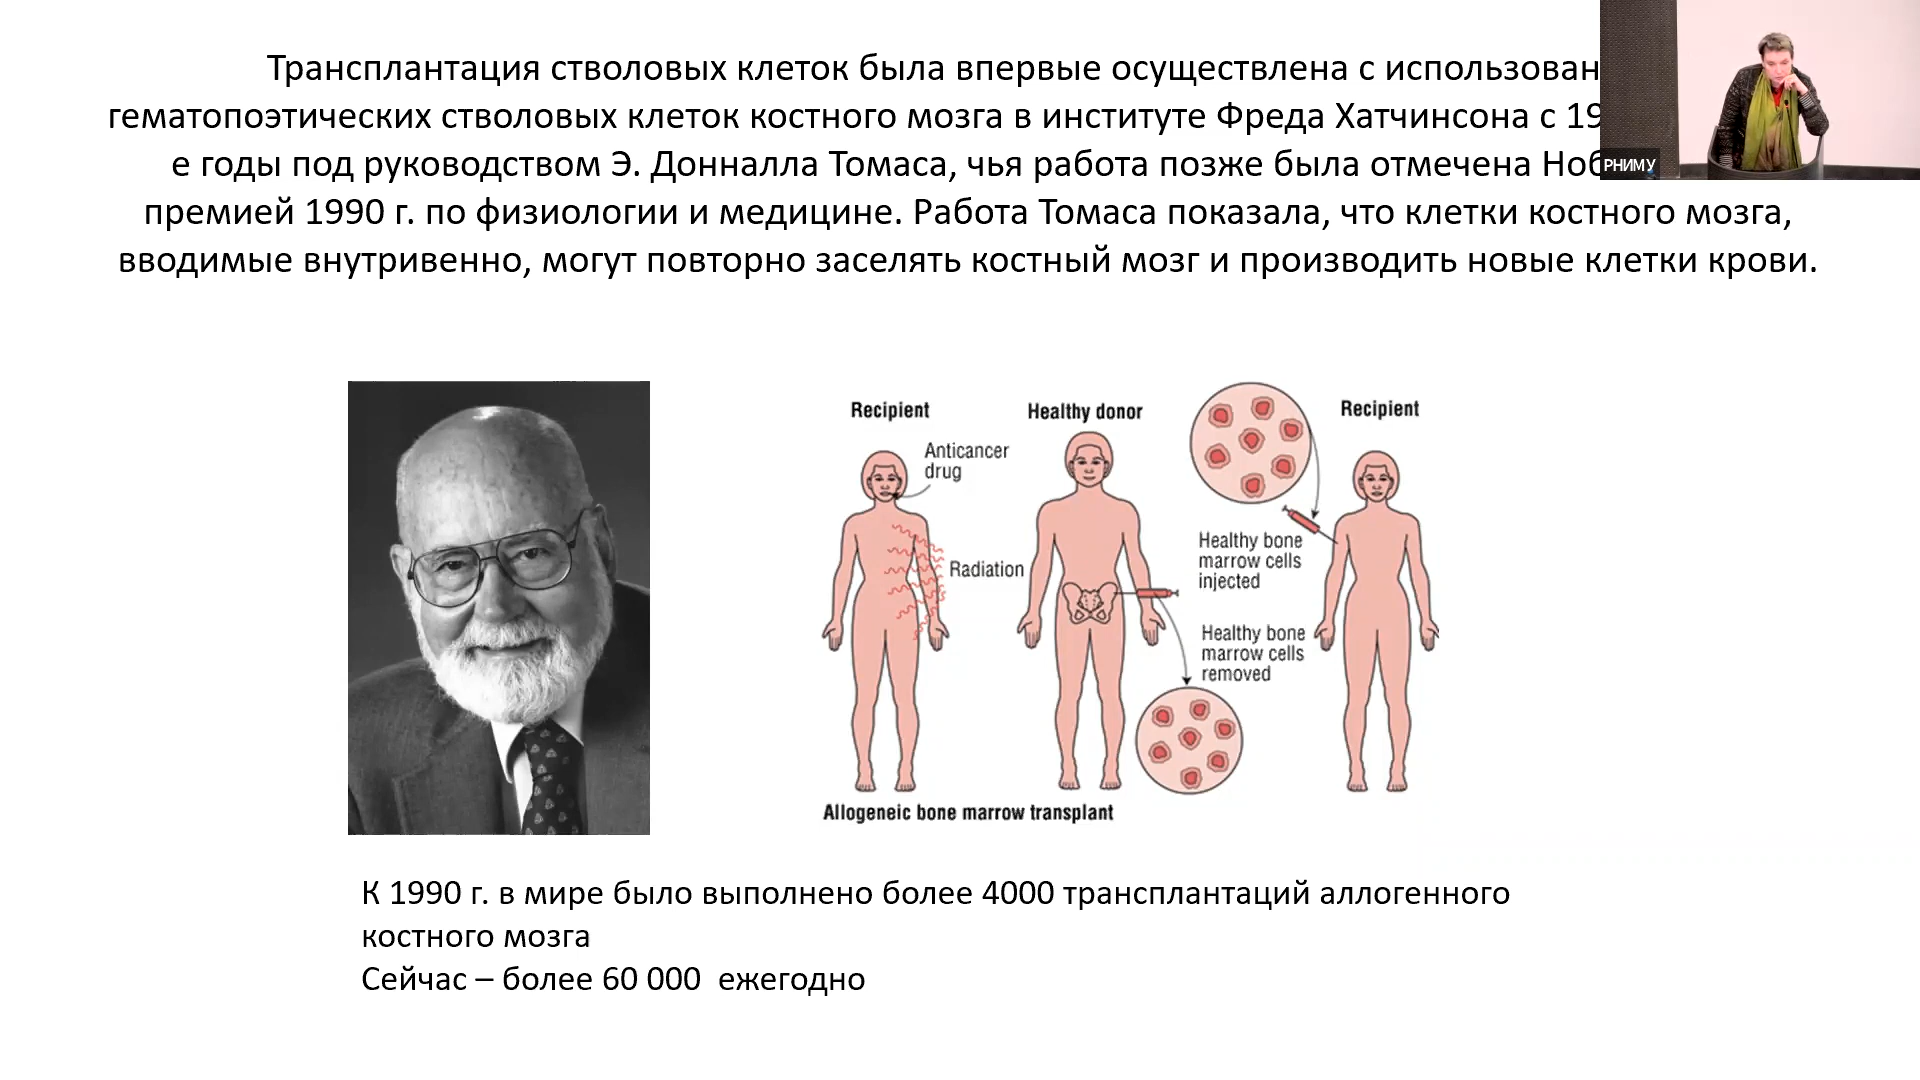 Трансплантация стволовых клеток была впервые осуществлена с
гематопоэтических стволовых клеток костного мозга в институте Фреда Хатчинсона с
е годы под руководством Э. Донналла Томаса, чья работа позже была отмечена
премией 1990 г. по физиологии и медицине. Работа Томаса показала, что клетки костного мозга,
вводимые внутривенно, могут повторно заселять костный мозг и производить новые клетки крови.
РНИМУ
Recipient
Healthy donor
Recipient
Anticancer
drug
Radiation
Healthy bone
marrow cells
injected
Healthy bone
marrow cells
removed
Allogeneic bone marrow transplant
К 1990 г. в мире было выполнено более 4000 трансплантаций аллогенного
костного мозга
Сейчас – более 60 000 ежегодно